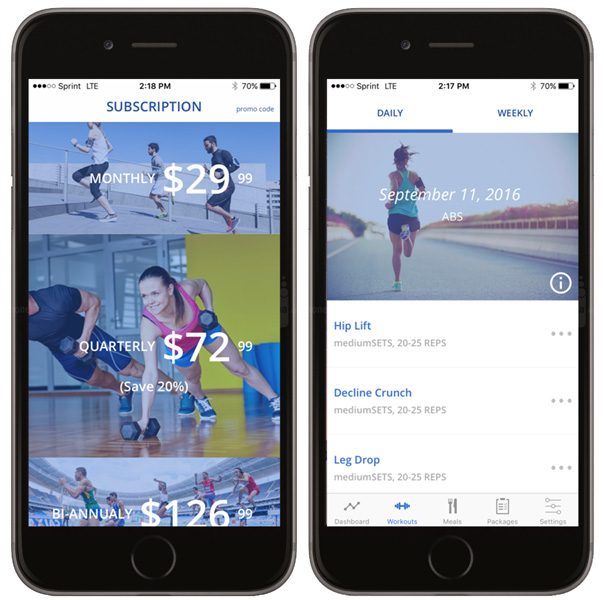 ●●●○○ Sprint LTE 2:18 PM 70%
SUBSCRIPTION promo code
MONTHLY $29 99
QUARTERLY $72 99
(Save 20%)
BI-ANNUALY $126 99
●●●○○ Sprint LTE 2:17 PM 70%
DAILY WEEKLY
September 11, 2016
ABS
Hip Lift
mediumSETS, 20-25 REPS
Decline Crunch
mediumSETS, 20-25 REPS
Leg Drop
mediumSETS, 20-25 REPS
Dashboard Workouts Meals Packages Settings